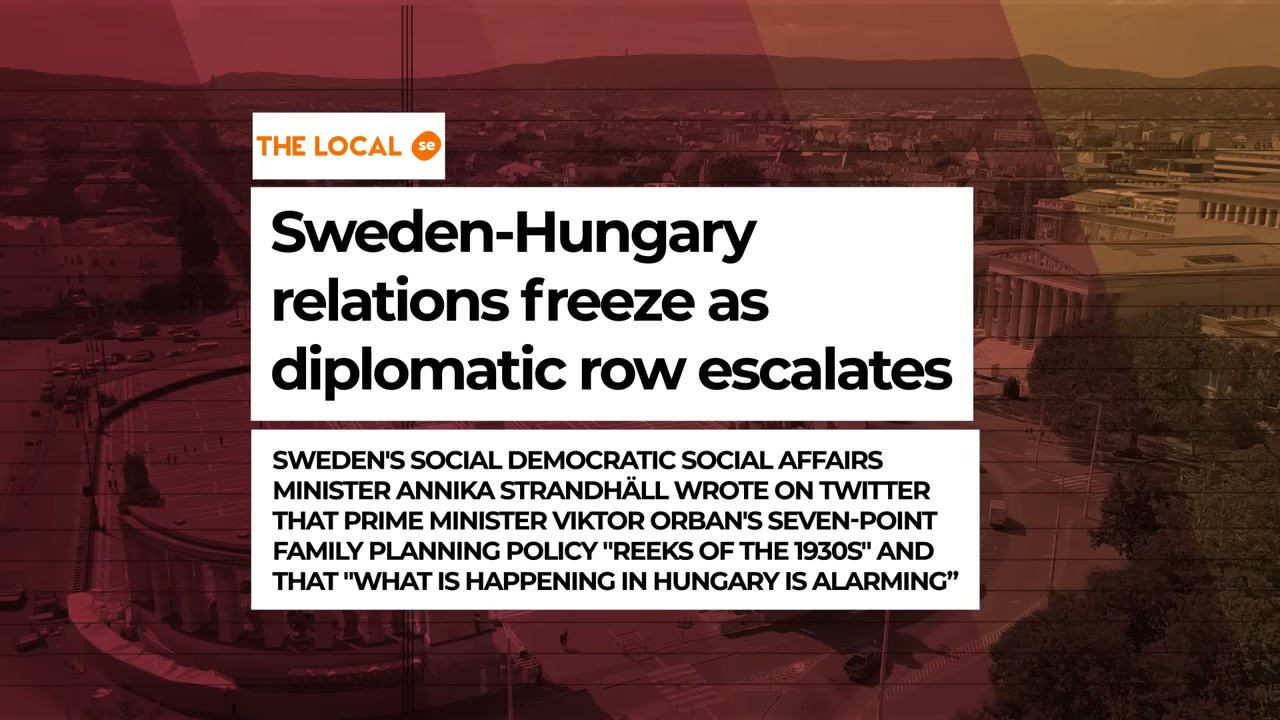 THE LOCAL se
Sweden-Hungary
relations freeze as
diplomatic row escalates
SWEDEN'S SOCIAL DEMOCRATIC SOCIAL AFFAIRS
MINISTER ANNIKA STRANDHÄLL WROTE ON TWITTER
THAT PRIME MINISTER VIKTOR ORBAN'S SEVEN-POINT
FAMILY PLANNING POLICY "REEKS OF THE 1930S" AND
THAT "WHAT IS HAPPENING IN HUNGARY IS ALARMING”